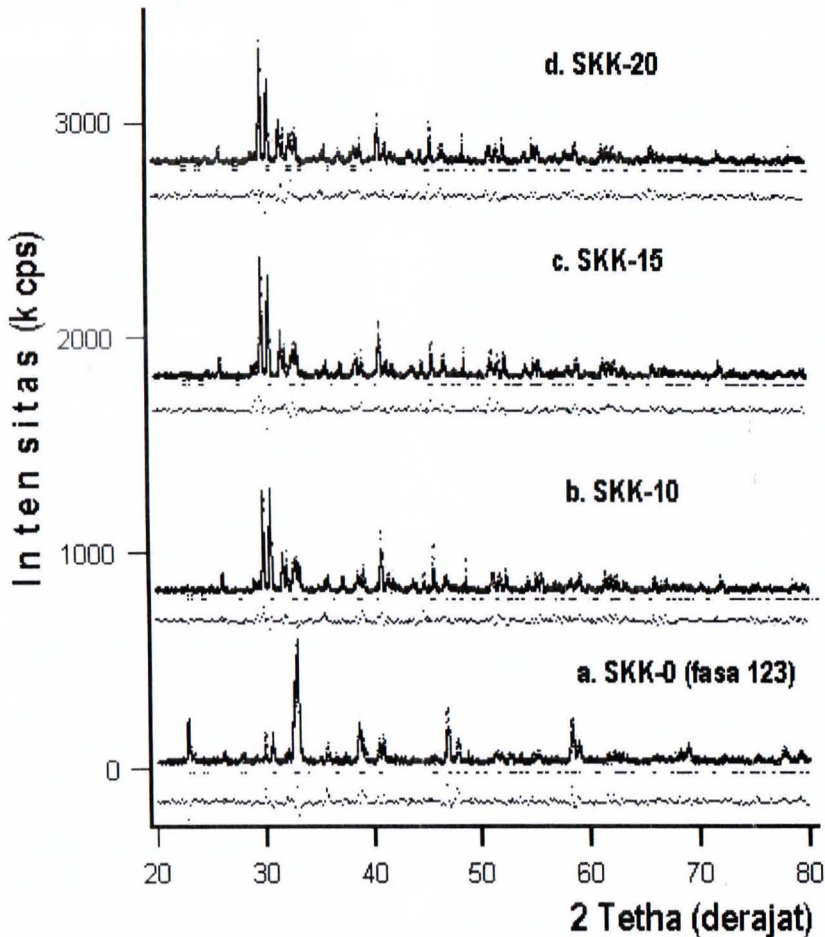 d. SKK-20
3000
c. SKK-15
2000
b. SKK-10
1000
a. SKK-0 (fasa 123)
0
Intensitas (k cps)
20 30 40 50 60 70 80
2 Tetha (derajat)